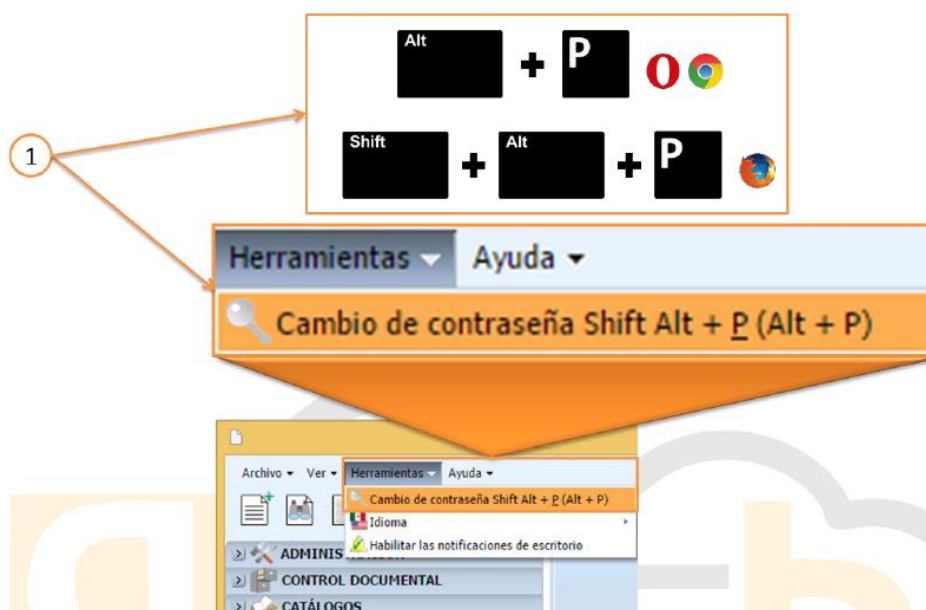 Alt + P
1
Shift + Alt + P
Herramientas Ayuda
Cambio de contraseña Shift Alt + P (Alt + P)
Archivo Ver Herramientas Ayuda
Cambio de contraseña Shift Alt + P (Alt + P)
Idioma
Habilitar las notificaciones de escritorio
ADMINIS
CONTROL DOCUMENTAL
CATÁLOGOS